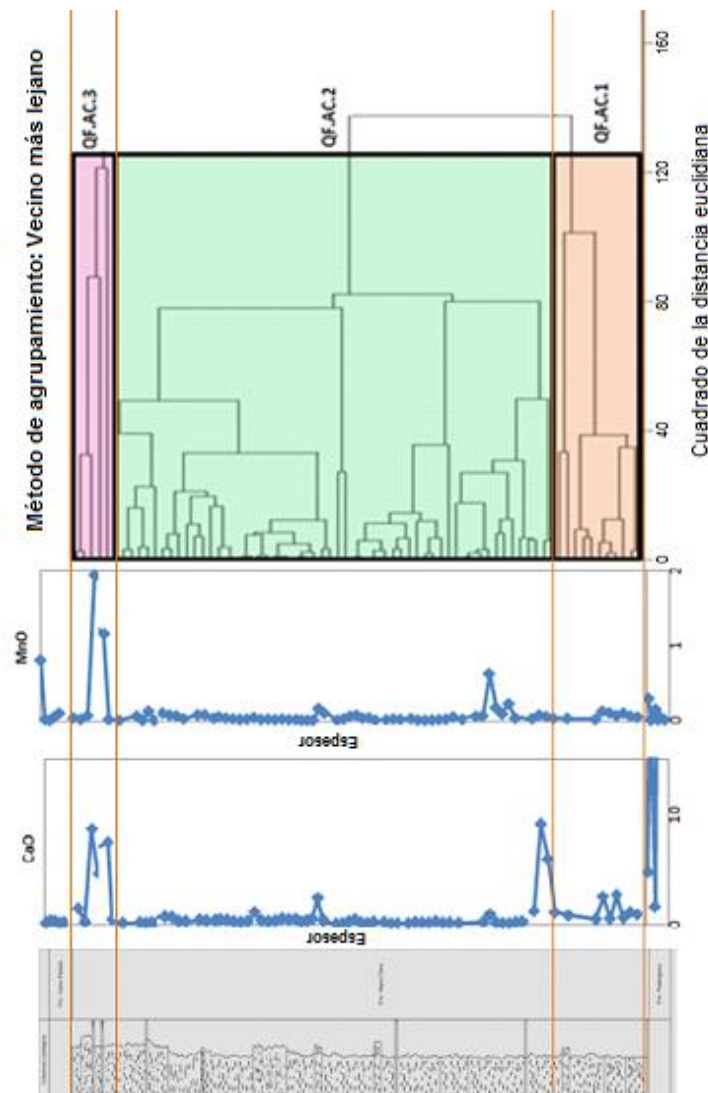 Método de agrupamiento: Vecino más lejano
QF.AC.3
QF.AC.2
QF.AC.1
0
40
80
120
160
Cuadrado de la distancia euclidiana
MnO
0
1
2
Espesor
CaO
0
10
Espesor